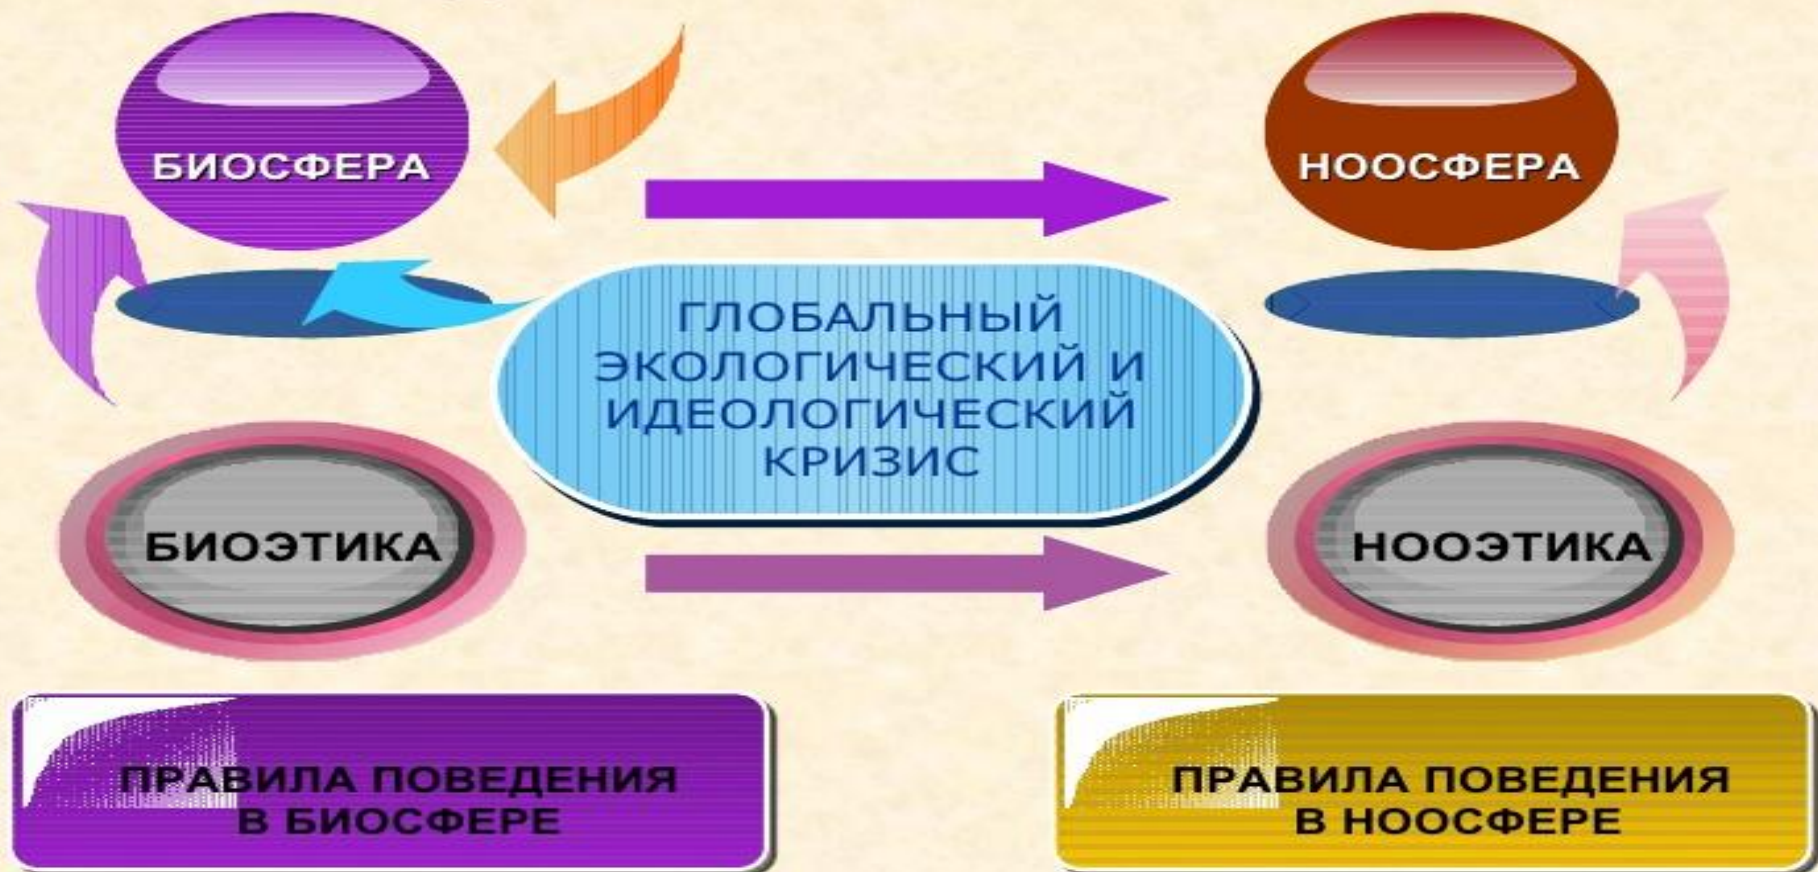 БИОСФЕРА
НООСФЕРА
ГЛОБАЛЬНЫЙ
ЭКОЛОГИЧЕСКИЙ И
ИДЕОЛОГИЧЕСКИЙ
КРИЗИС
БИОЭТИКА
НООЭТИКА
ПРАВИЛА ПОВЕДЕНИЯ
В БИОСФЕРЕ
ПРАВИЛА ПОВЕДЕНИЯ
В НООСФЕРЕ